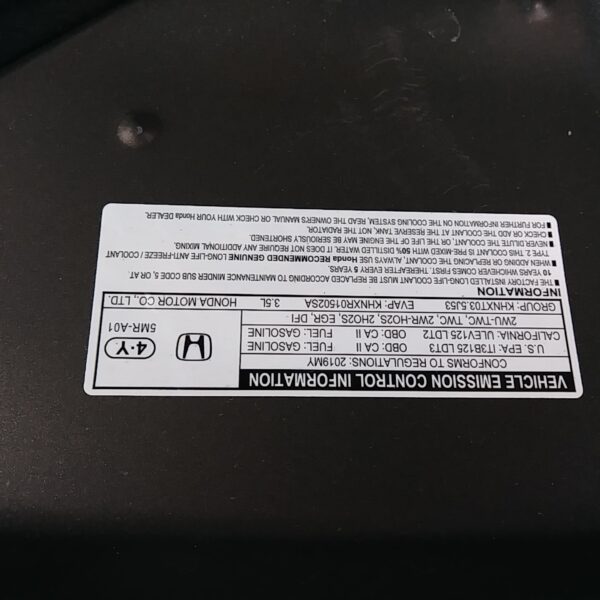 VEHICLE EMISSION CONTROL INFORMATION
CONFORMS TO REGULATIONS: 2019MY
U.S. EPA: IT3B125 LDT3 OBD: CA II FUEL: GASOLINE
CALIFORNIA: ULEV125 LDT2 OBD: CA II FUEL: GASOLINE
2WU-TWC, TWC, 2WR-HO2S, 2HO2S, EGR, DFI
GROUP: KHNXT03.5J53 EVAP: KHNXR01502SA 3.5L HONDA MOTOR CO., LTD.
4-Y
5MR-A01
INFORMATION
■ THE FACTORY INSTALLED LONG-LIFE COOLANT MUST BE REPLACED ACCORDING TO MAINTENANCE MINDER SUB CODE 5 OR AT
10 YEARS WHICHEVER COMES FIRST. THEREAFTER EVERY 5 YEARS.
■ WHEN ADDING OR REPLACING THE COOLANT, ALWAYS USE Honda RECOMMENDED GENUINE LONG-LIFE ANTI-FREEZE / COOLANT
TYPE 2. THIS COOLANT IS PRE-MIXED WITH 50% DISTILLED WATER. IT DOES NOT REQUIRE ANY ADDITIONAL MIXING.
■ NEVER DILUTE THE COOLANT, OR THE LIFE OF THE ENGINE MAY BE SERIOUSLY SHORTENED.
■ CHECK OR ADD THE COOLANT AT THE RESERVE TANK, NOT THE RADIATOR.
■ FOR FURTHER INFORMATION ON THE COOLING SYSTEM, READ THE OWNERS MANUAL OR CHECK WITH YOUR Honda DEALER.